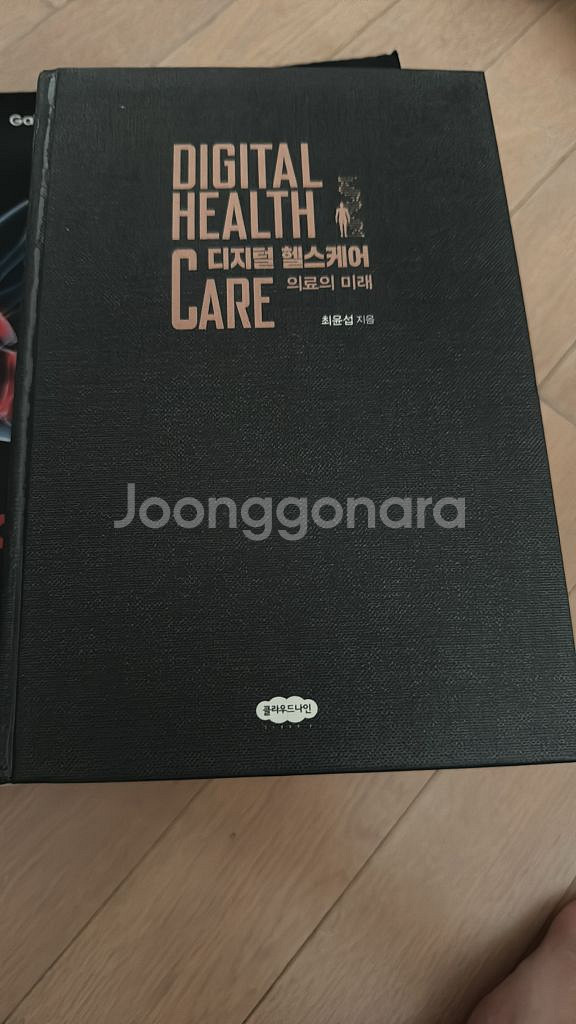 Ga
DIGITAL
HEALTH
디지털 헬스케어
CARE
의료의 미래
최윤섭 지음
Joonggonara
클라우드나인